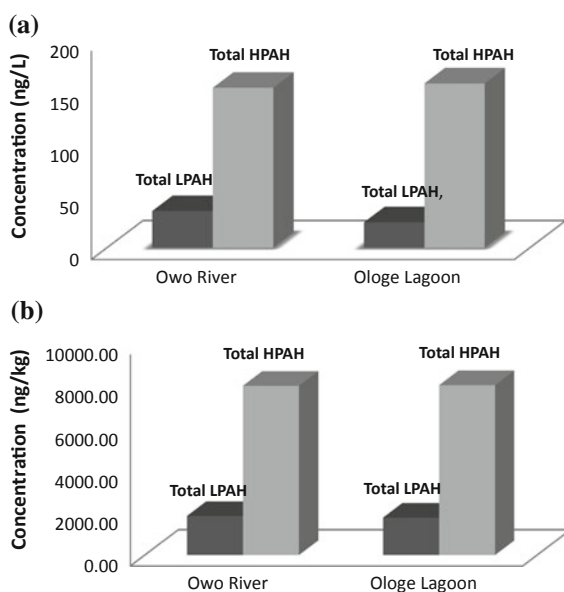 (a)
Concentration (ng/L)
200
150
100
50
0
Total HPAH
Total HPAH
Total LPAH
Total LPAH,
Owo River
Ologe Lagoon
(b)
Concentration (ng/kg)
10000.00
8000.00
6000.00
4000.00
2000.00
0.00
Total HPAH
Total HPAH
Total LPAH
Total LPAH
Owo River
Ologe Lagoon